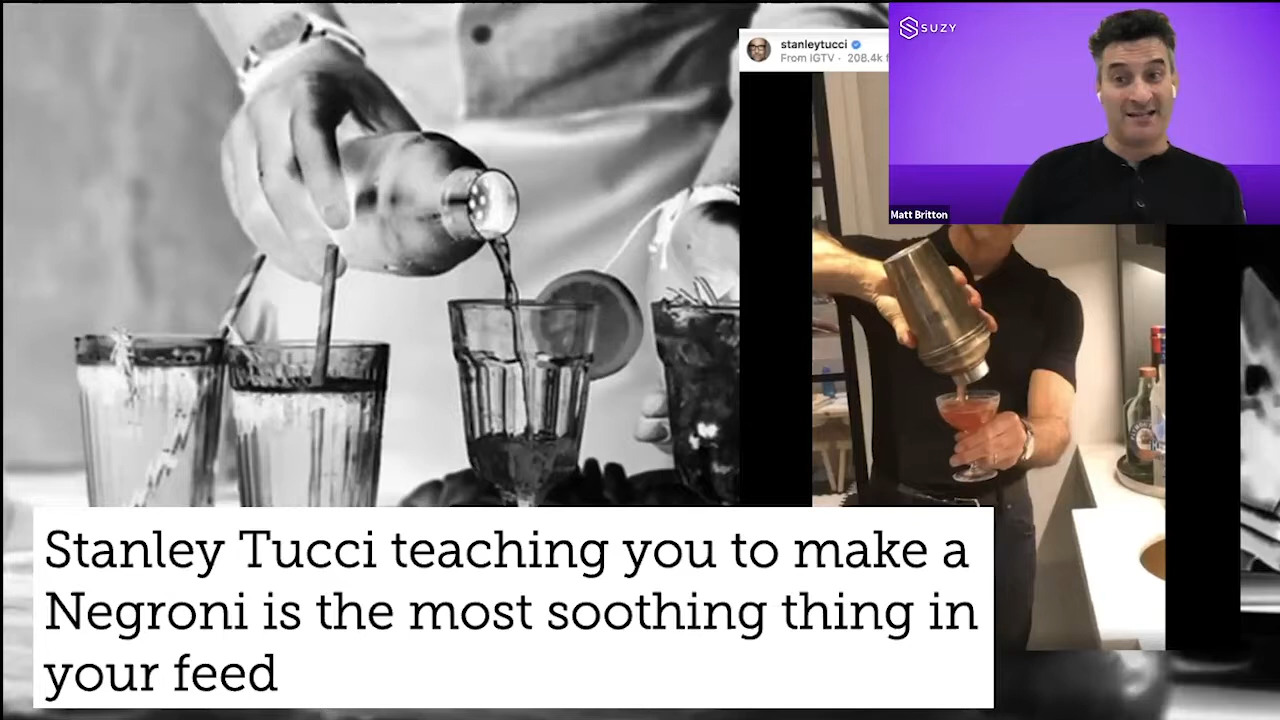 SUZY
stanleytucci
From IGTV · 208.4k
Matt Britton
Stanley Tucci teaching you to make a
Negroni is the most soothing thing in
your feed